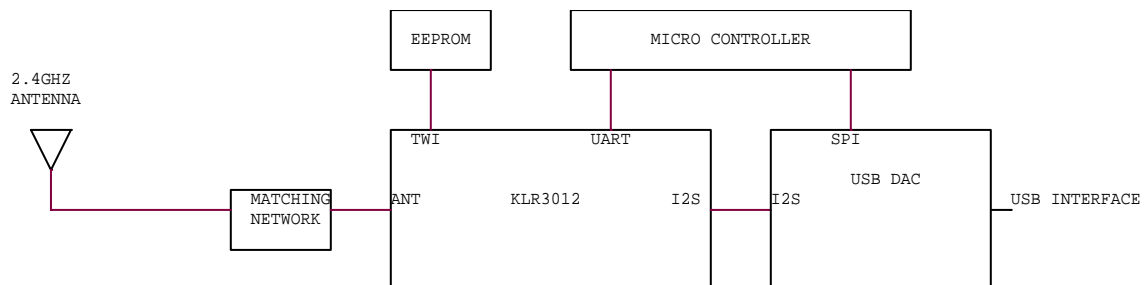 EEPROM
MICRO CONTROLLER
2.4GHZ
ANTENNA
TWI
UART
SPI
USB DAC
MATCHING
NETWORK
ANT
KLR3012
I2S
I2S
USB INTERFACE